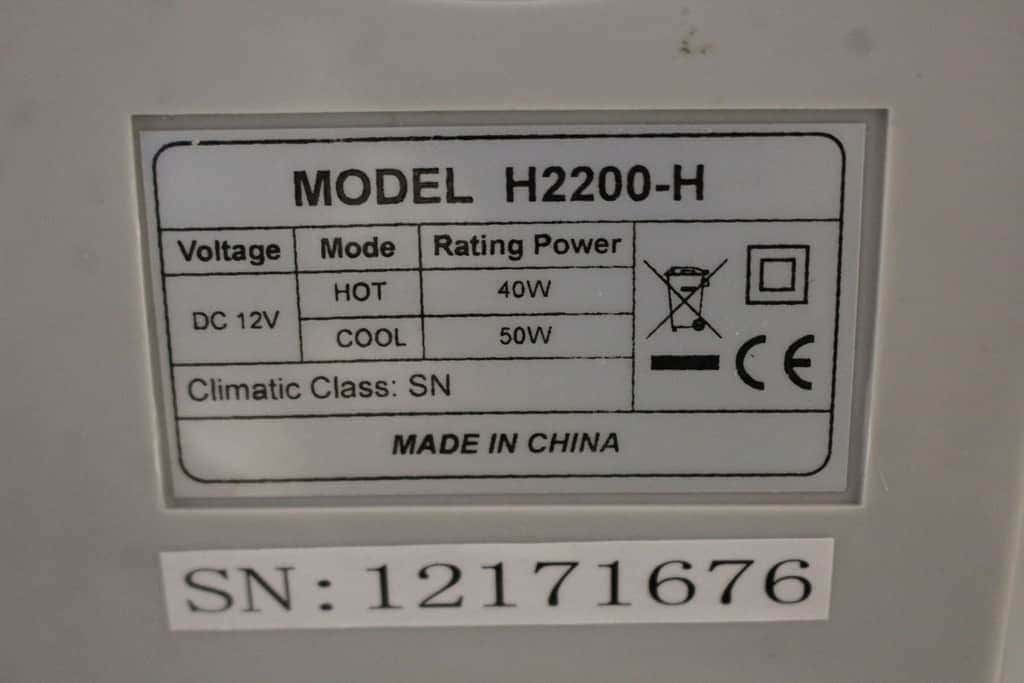 MODEL H2200-H
Voltage Mode Rating Power
DC 12V
HOT 40W
COOL 50W
Climatic Class: SN
CE
MADE IN CHINA
SN: 12171676